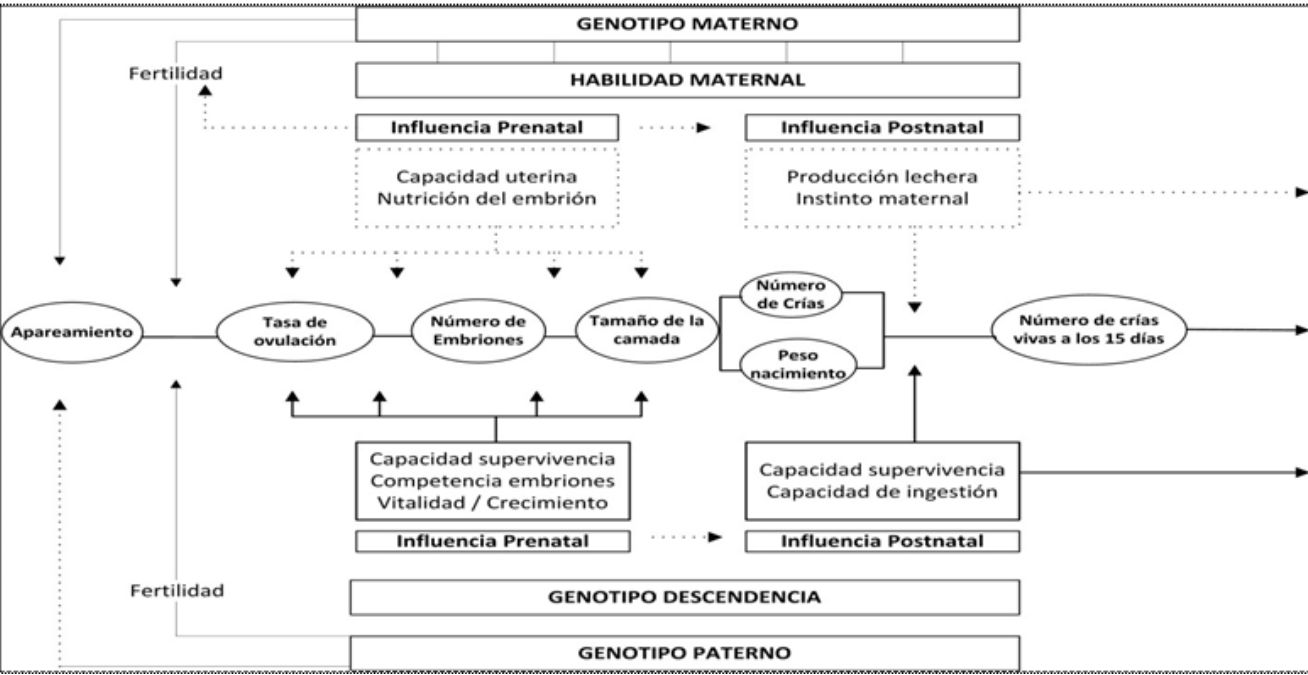 GENOTIPO MATERNO
Fertilidad
HABILIDAD MATERNAL
Influencia Prenatal
Influencia Postnatal
Capacidad uterina
Nutrición del embrión
Producción lechera
Instinto maternal
Apareamiento
Tasa de
ovulación
Número de
Embriones
Tamaño de la
camada
Número
de Crías
Peso
nacimiento
Número de crías
vivas a los 15 días
Capacidad supervivencia
Competencia embriones
Vitalidad / Crecimiento
Capacidad supervivencia
Capacidad de ingestión
Influencia Prenatal
Influencia Postnatal
Fertilidad
GENOTIPO DESCENDENCIA
GENOTIPO PATERNO